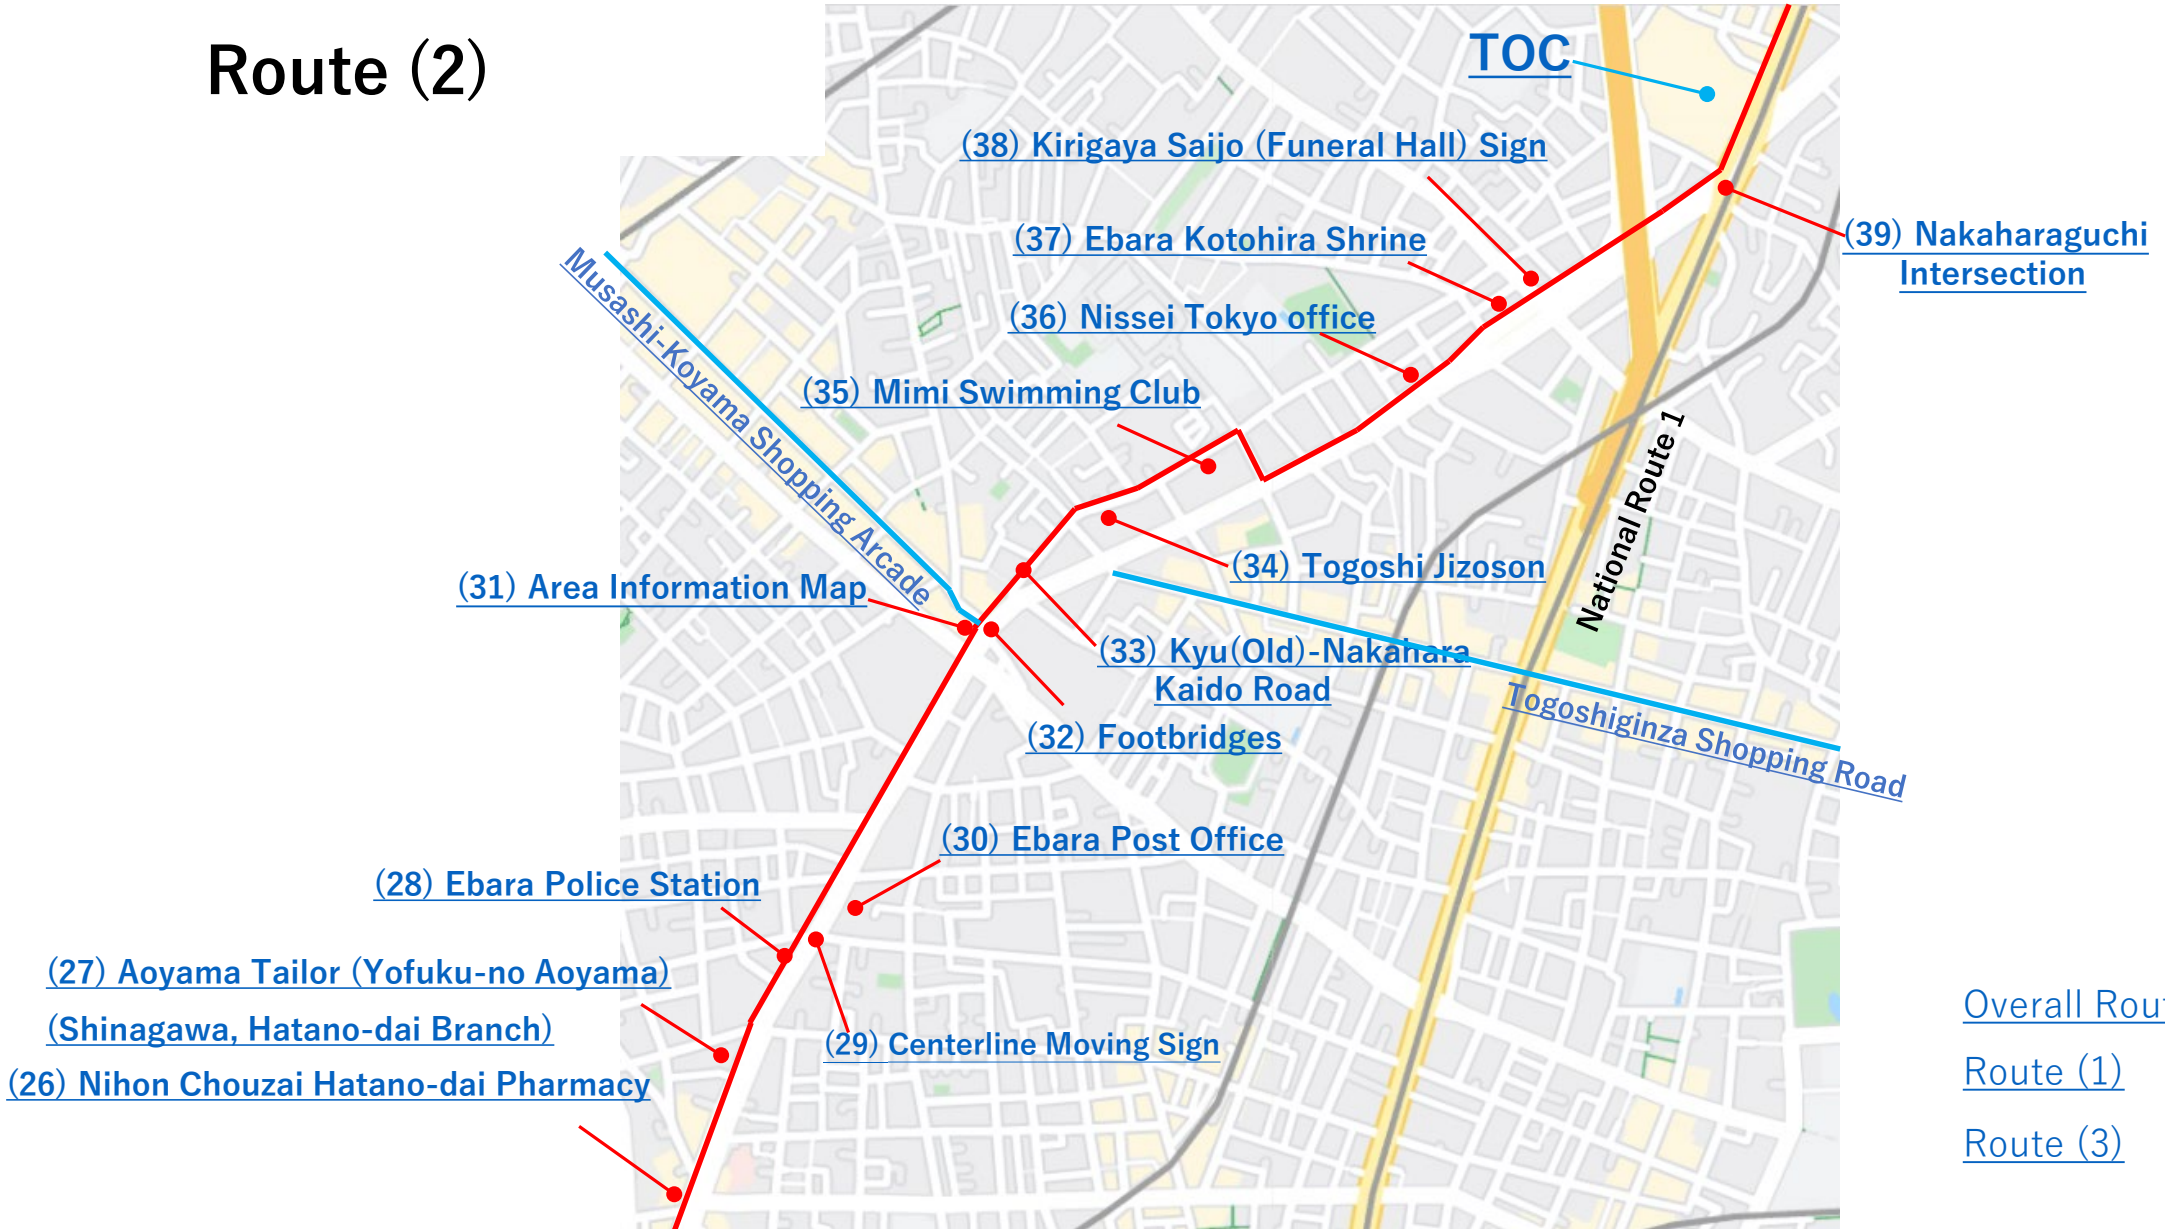 Route (2)
TOC
(38) Kirigaya Saijo (Funeral Hall) Sign
(37) Ebara Kotohira Shrine
(39) Nakaharaguchi
Intersection
(36) Nissei Tokyo office
(35) Mimi Swimming Club
Musashi-Koyama Shopping Arcade
National Route 1
(34) Togoshi Jizoson
(31) Area Information Map
(33) Kyu(Old)-Nakahara
Kaido Road
(32) Footbridges
Togoshiginza Shopping Road
(30) Ebara Post Office
(28) Ebara Police Station
(27) Aoyama Tailor (Yofuku-no Aoyama)
(Shinagawa, Hatano-dai Branch)
(29) Centerline Moving Sign
(26) Nihon Chouzai Hatano-dai Pharmacy
Overall
Route (1)
Route (3)